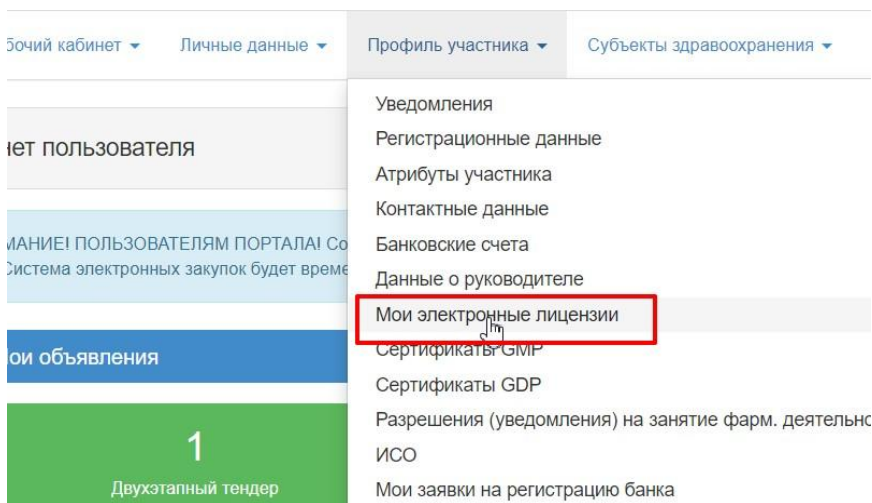 бочий кабинет
Личные данные
Профиль участника
Субъекты здравоохранения
нет пользователя
МАНИЕ! ПОЛЬЗОВАТЕЛЯМ ПОРТАЛА! Со
Система электронных закупок будет време
ои объявления
1
Двухэтапный тендер
Уведомления
Регистрационные данные
Атрибуты участника
Контактные данные
Банковские счета
Данные о руководителе
Мои электронные лицензии
Сертификаты GMP
Сертификаты GDP
Разрешения (уведомления) на занятие фарм. деятельно
ИСО
Мои заявки на регистрацию банка